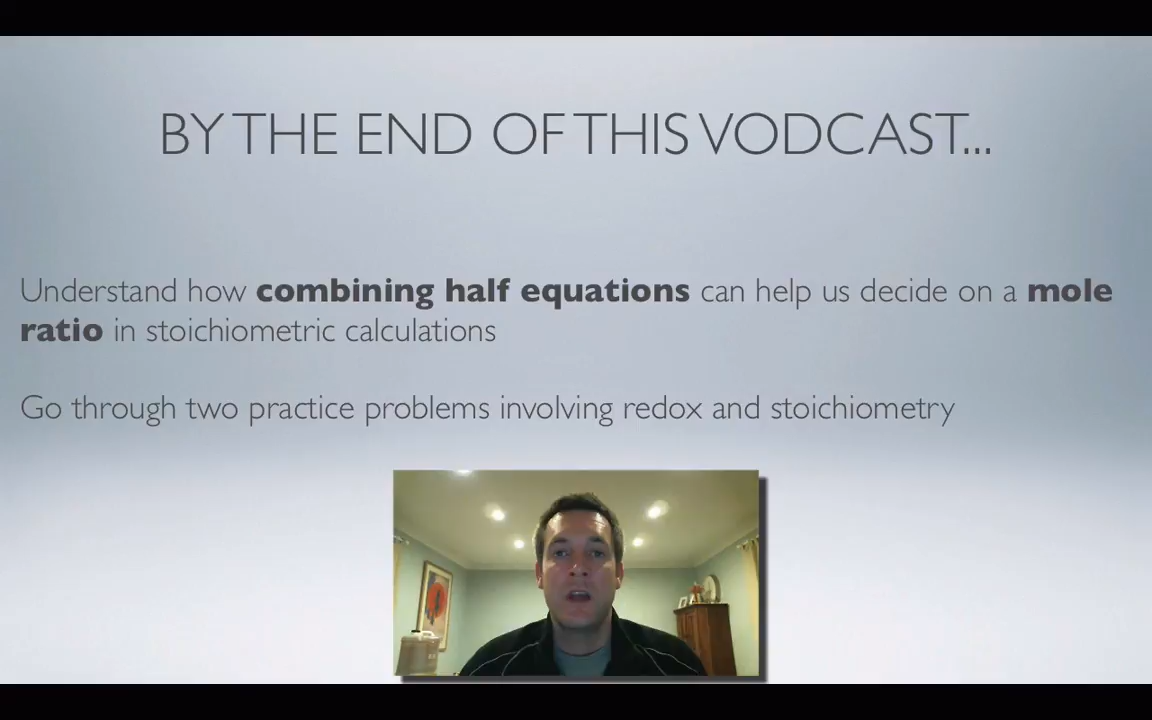 BY THE END OF THIS VODCAST...
Understand how combining half equations can help us decide on a mole
ratio in stoichiometric calculations
Go through two practice problems involving redox and stoichiometry